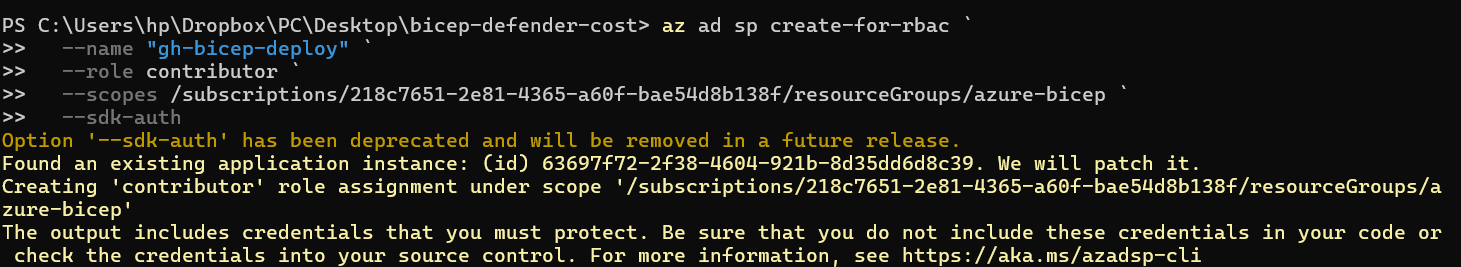 PS C:\Users\hp\Dropbox\PC\Desktop\bicep-defender-cost> az ad sp create-for-rbac `
>>   --name "gh-bicep-deploy" `
>>   --role contributor `
>>   --scopes /subscriptions/218c7651-2e81-4365-a60f-bae54d8b138f/resourceGroups/azure-bicep `
>>   --sdk-auth
Option '--sdk-auth' has been deprecated and will be removed in a future release.
Found an existing application instance: (id) 63697f72-2f38-4604-921b-8d35dd6d8c39. We will patch it.
Creating 'contributor' role assignment under scope '/subscriptions/218c7651-2e81-4365-a60f-bae54d8b138f/resourceGroups/a
zure-bicep'
The output includes credentials that you must protect. Be sure that you do not include these credentials in your code or
 check the credentials into your source control. For more information, see https://aka.ms/azadsp-cli